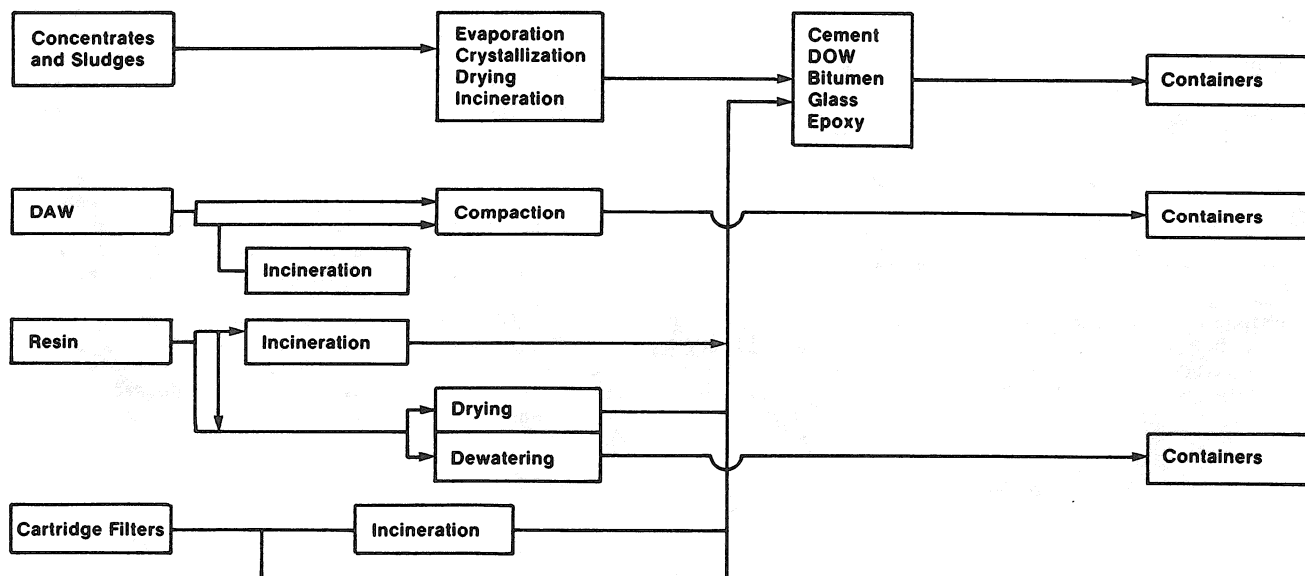 Concentrates
and Sludges
Evaporation
Crystallization
Drying
Incineration
Cement
DOW
Bitumen
Glass
Epoxy
Containers
DAW
Compaction
Containers
Incineration
Resin
Incineration
Drying
Dewatering
Containers
Cartridge Filters
Incineration